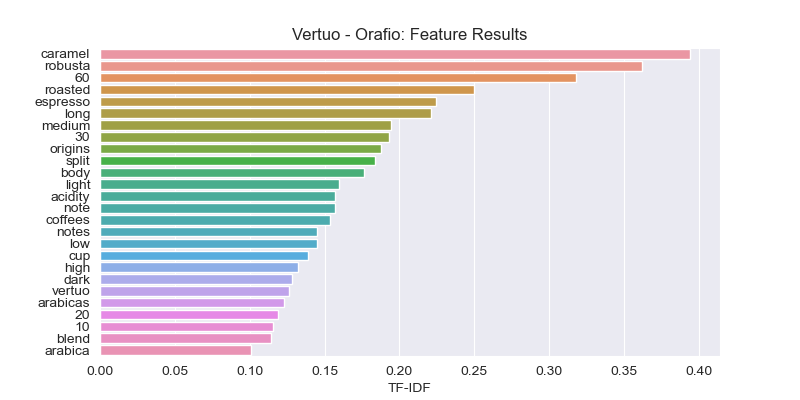 Vertuo - Orafio: Feature Results
caramel
robusta
60
roasted
espresso
long
medium
30
origins
split
body
light
acidity
note
coffees
notes
low
cup
high
dark
vertuo
arabicas
20
10
blend
arabica
0.00 0.05 0.10 0.15 0.20 0.25 0.30 0.35 0.40
TF-IDF